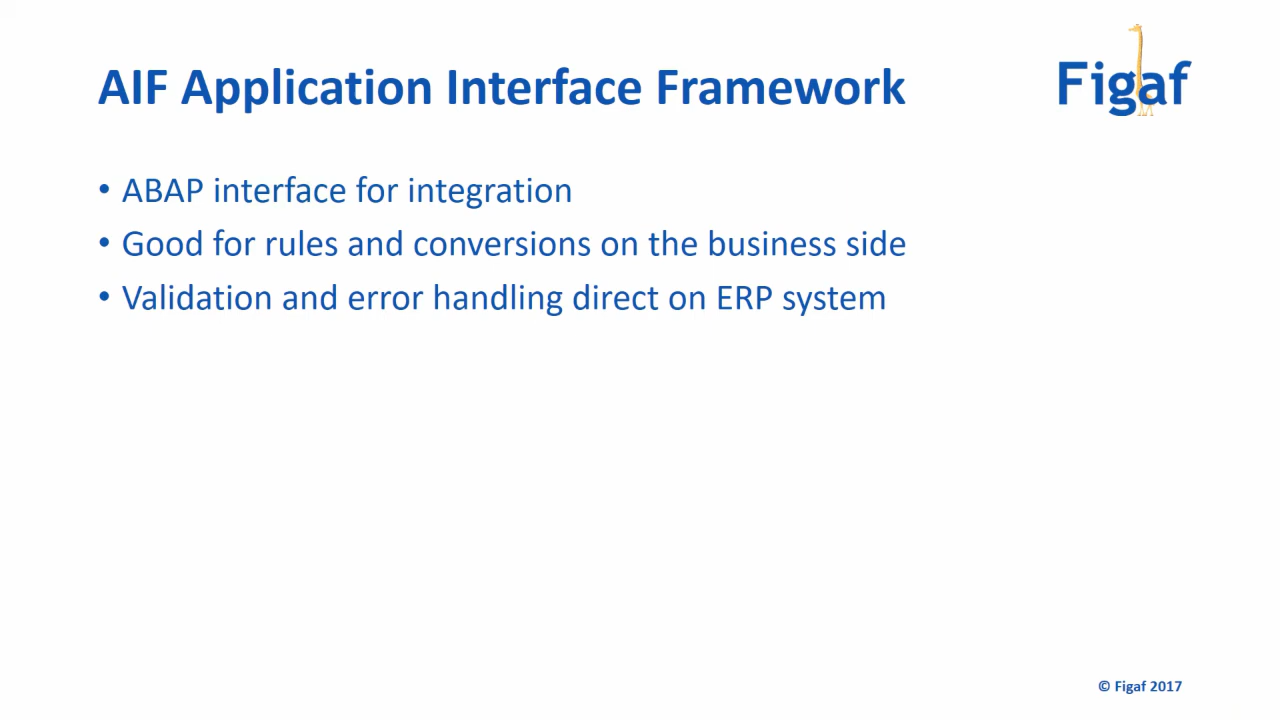 AIF Application Interface Framework
Figaf
• ABAP interface for integration
• Good for rules and conversions on the business side
• Validation and error handling direct on ERP system
© Figaf 2017